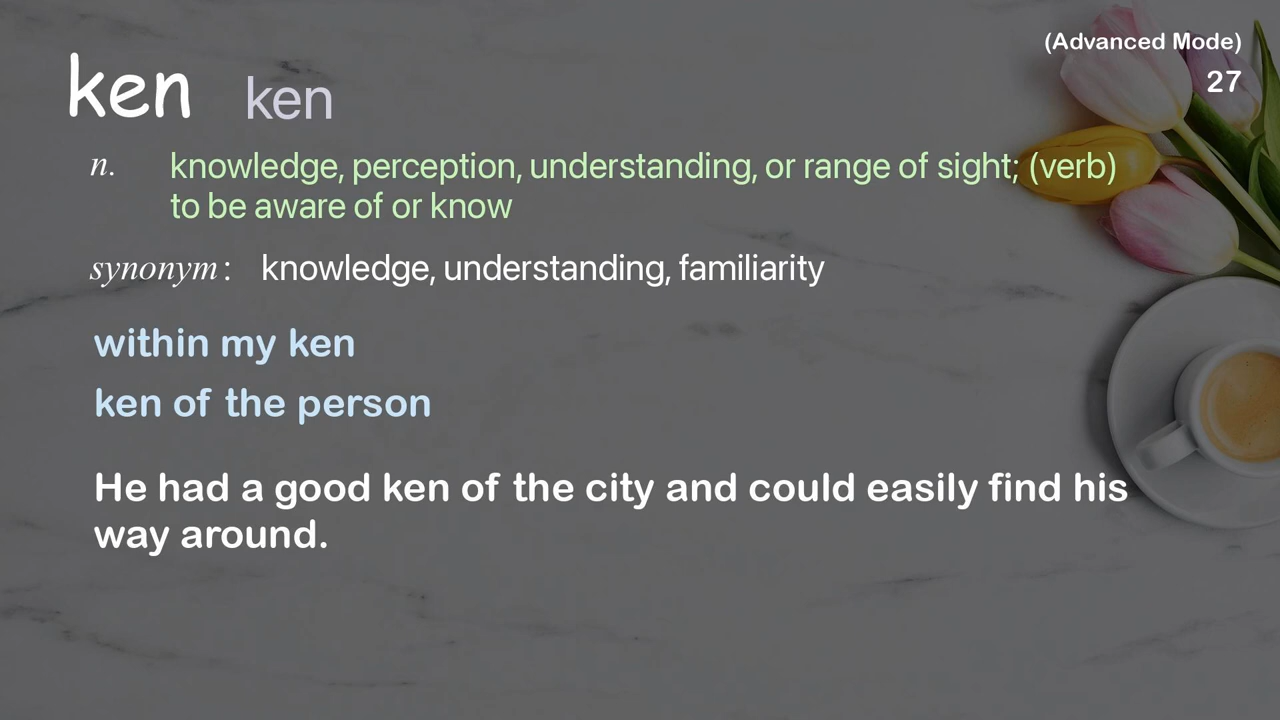 (Advanced Mode)
27
ken ken
n. knowledge, perception, understanding, or range of sight; (verb)
to be aware of or know
synonym: knowledge, understanding, familiarity
within my ken
ken of the person
He had a good ken of the city and could easily find his
way around.